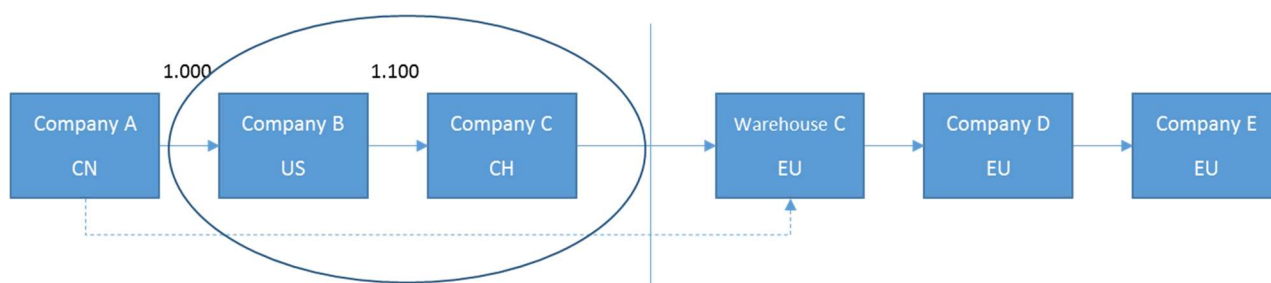 1.000
1.100
Company A
CN
Company B
US
Company C
CH
Warehouse C
EU
Company D
EU
Company E
EU